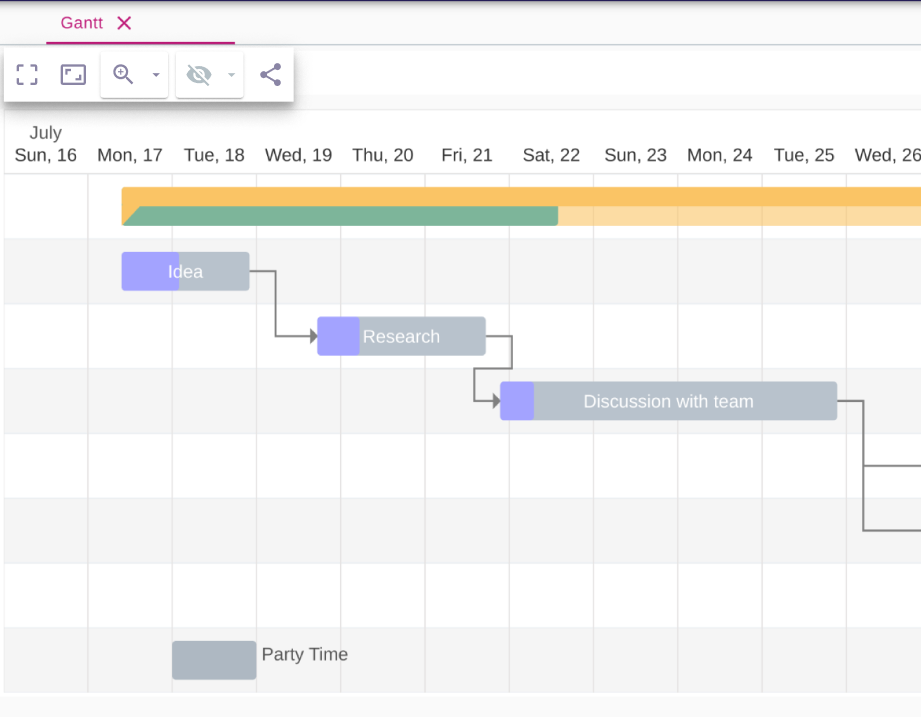 Gantt
July
Sun, 16 Mon, 17 Tue, 18 Wed, 19 Thu, 20 Fri, 21 Sat, 22 Sun, 23 Mon, 24 Tue, 25 Wed, 26
Idea
Research
Discussion with team
Party Time